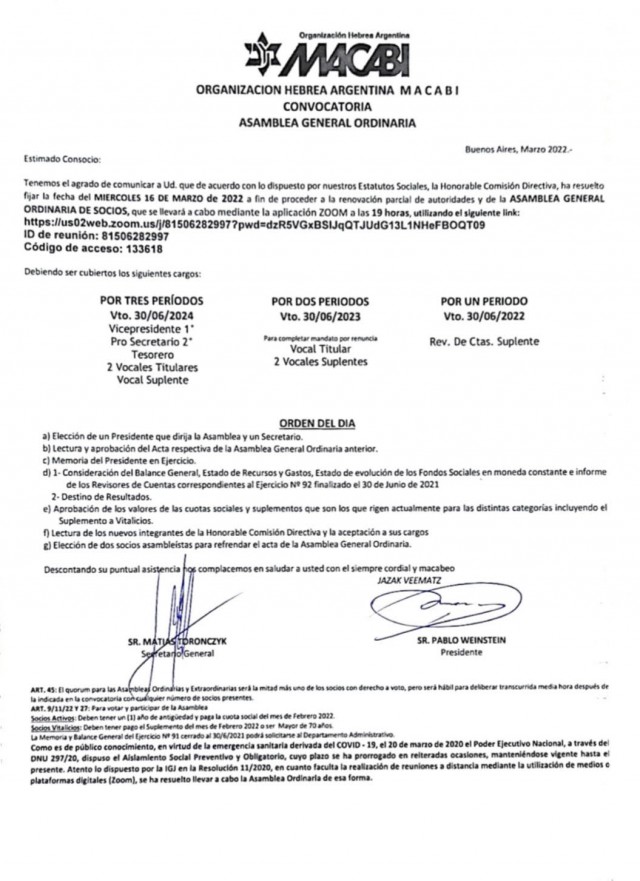 Organización Hebrea Argentina
MACABI
ORGANIZACION HEBREA ARGENTINA M A C A B I
CONVOCATORIA
ASAMBLEA GENERAL ORDINARIA
Buenos Aires, Marzo 2022.-
Estimado Consocio:
Tenemos el agrado de comunicar a Ud. que de acuerdo con lo dispuesto por nuestros Estatutos Sociales, la Honorable Comisión Directiva, ha resuelto
fijar la fecha del MIERCOLES 16 DE MARZO de 2022 a fin de proceder a la renovación parcial de autoridades y de la ASAMBLEA GENERAL
ORDINARIA DE SOCIOS, que se llevará a cabo mediante la aplicación ZOOM a las 19 horas, utilizando el siguiente link:
https://us02web.zoom.us/j/81506282997?pwd=dzR5VGxBSlJqQTJUdG13L1NHeFBOQT09
ID de reunión: 81506282997
Código de acceso: 133618
Debiendo ser cubiertos los siguientes cargos:
POR TRES PERÍODOS
Vto. 30/06/2024
Vicepresidente 1°
Pro Secretario 2°
Tesorero
2 Vocales Titulares
Vocal Suplente
POR DOS PERIODOS
Vto. 30/06/2023
Para completar mandato por renuncia
Vocal Titular
2 Vocales Suplentes
POR UN PERIODO
Vto. 30/06/2022
Rev. De Ctas. Suplente
ORDEN DEL DIA
a) Elección de un Presidente que dirija la Asamblea y un Secretario.
b) Lectura y aprobación del Acta respectiva de la Asamblea General Ordinaria anterior.
c) Memoria del Presidente en Ejercicio.
d) 1- Consideración del Balance General, Estado de Recursos y Gastos, Estado de evolución de los Fondos Sociales en moneda constante e informe
de los Revisores de Cuentas correspondientes al Ejercicio Nº 92 finalizado el 30 de Junio de 2021
2- Destino de Resultados.
e) Aprobación de los valores de las cuotas sociales y suplementos que son los que rigen actualmente para las distintas categorías incluyendo el
Suplemento a Vitalicios.
f) Lectura de los nuevos integrantes de la Honorable Comisión Directiva y la aceptación a sus cargos
g) Elección de dos socios asambleístas para refrendar el acta de la Asamblea General Ordinaria.
Descontando su puntual asistencia nos complacemos en saludar a usted con el siempre cordial y macabeo
JAZAK VEEMATZ
SR. MATIAS TORONCZYK
Secretario General
SR. PABLO WEINSTEIN
Presidente
ART. 45: El quorum para las Asambleas Ordinarias y Extraordinarias será la mitad más uno de los socios con derecho a voto, pero será hábil para deliberar transcurrida media hora después de
la indicada en la convocatoria con cualquier número de socios presentes.
ART. 9/11/22 Y 27: Para votar y participar de la Asamblea
Socios Activos: Deben tener un (1) año de antigüedad y paga la cuota social del mes de Febrero 2022.
Socios Vitalicios: Deben tener pago el Suplemento del mes de Febrero 2022 o ser Mayor de 70 años.
La Memoria y Balance General del Ejercicio Nº 91 cerrado al 30/6/2021 podrá solicitarse al Departamento Administrativo.
Como es de público conocimiento, en virtud de la emergencia sanitaria derivada del COVID - 19, el 20 de marzo de 2020 el Poder Ejecutivo Nacional, a través del
DNU 297/20, dispuso el Aislamiento Social Preventivo y Obligatorio, cuyo plazo se ha prorrogado en reiteradas ocasiones, manteniéndose vigente hasta el
presente. Atento lo dispuesto por la IGJ en la Resolución 11/2020, en cuanto faculta la realización de reuniones a distancia mediante la utilización de medios o
plataformas digitales (Zoom), se ha resuelto llevar a cabo la Asamblea Ordinaria de esa forma.